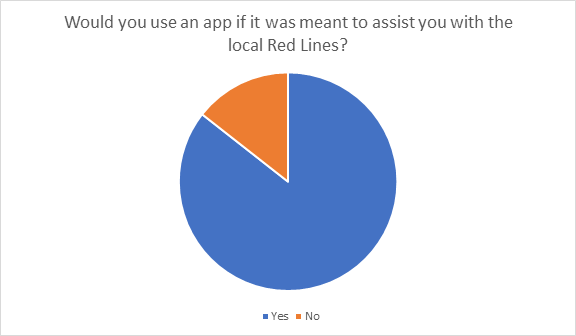 Would you use an app if it was meant to assist you with the
local Red Lines?
Yes No